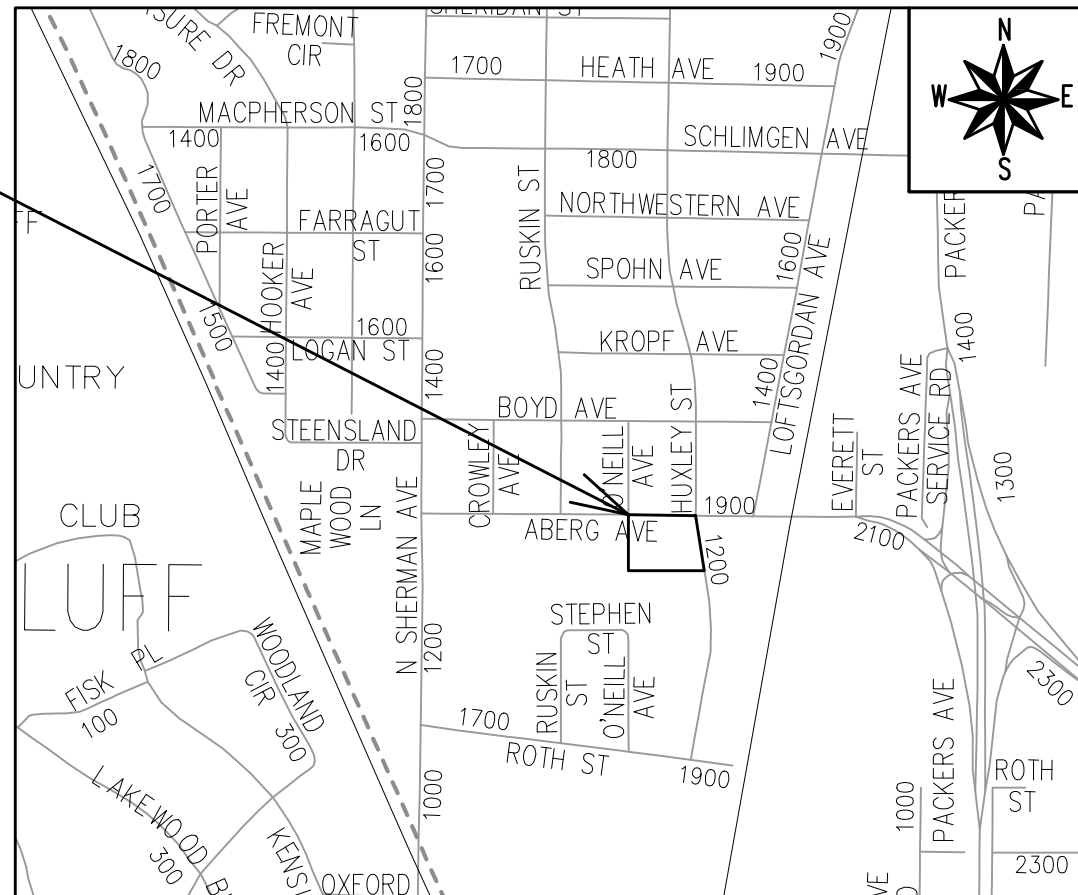 SHERIDAN ST
FREMONT
CIR
1800
1700
HEATH AVE
1900
1900
N
W
E
S
MACPHERSON ST
1800
1400
1600
SCHLIMGEN AVE
1800
1700
PORTER
AVE
1700
RUSKIN ST
NORTHWESTERN AVE
FARRAGUT
ST
1600
HOOKER
AVE
SPOHN AVE
1600
LOFTSGORDAN AVE
1500
1600
LOGAN ST
1400
1400
KROPF AVE
1400
1400
PACKERS AVE
SERVICE RD
UNTRY
BOYD AVE
HUXLEY ST
STEENSLAND
DR
CROWLEY
AVE
O'NEILL
AVE
EVERETT
ST
1300
MAPLE
WOOD
LN
N SHERMAN AVE
1900
ABERG AVE
2100
CLUB
LUFF
1200
STEPHEN
ST
WOODLAND
CIR
300
1200
FISK PL
100
RUSKIN
ST
O'NEILL
AVE
2300
PACKERS AVE
1700
ROTH ST
1900
ROTH
ST
1000
1000
LAKEWOOD
300
2300
OXFORD